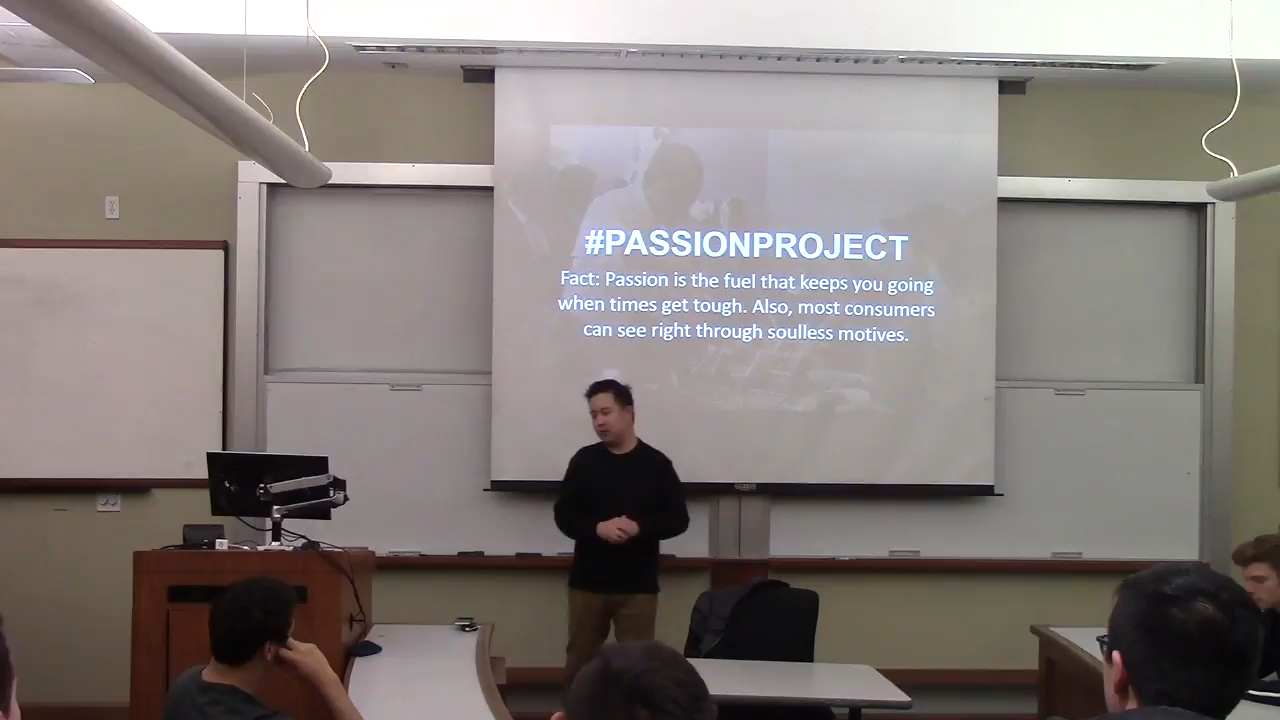 #PASSIONPROJECT
Fact: Passion is the fuel that keeps you going
when times get tough. Also, most consumers
can see right through soulless motives.